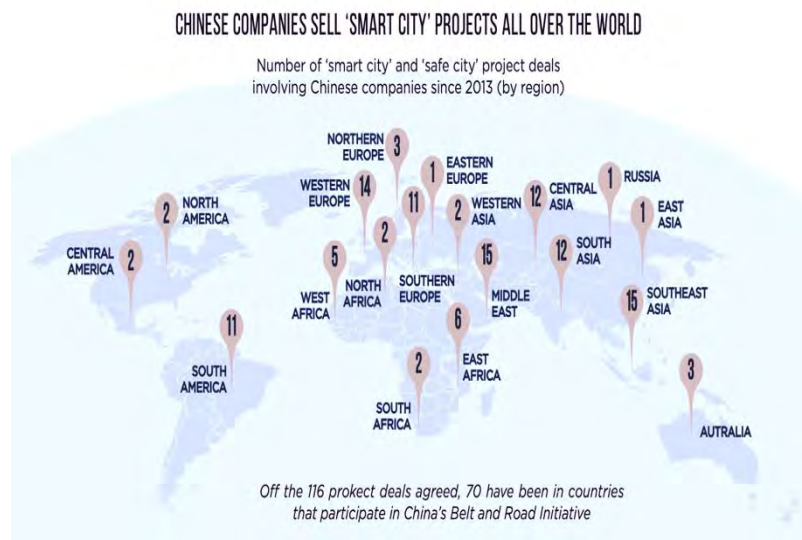 CHINESE COMPANIES SELL ‘SMART CITY’ PROJECTS ALL OVER THE WORLD
Number of ‘smart city’ and ‘safe city’ project deals
involving Chinese companies since 2013 (by region)
NORTHERN
EUROPE
3
1
EASTERN
EUROPE
WESTERN
EUROPE
14
11
SOUTHERN
EUROPE
2
WESTERN
ASIA
12
CENTRAL
ASIA
1
RUSSIA
1
EAST
ASIA
2
NORTH
AMERICA
CENTRAL
AMERICA
2
5
WEST
AFRICA
2
NORTH
AFRICA
15
MIDDLE
EAST
12
SOUTH
ASIA
15
SOUTHEAST
ASIA
11
SOUTH
AMERICA
6
EAST
AFRICA
2
SOUTH
AFRICA
3
AUTRALIA
Off the 116 prokect deals agreed, 70 have been in countries
that participate in China's Belt and Road Initiative